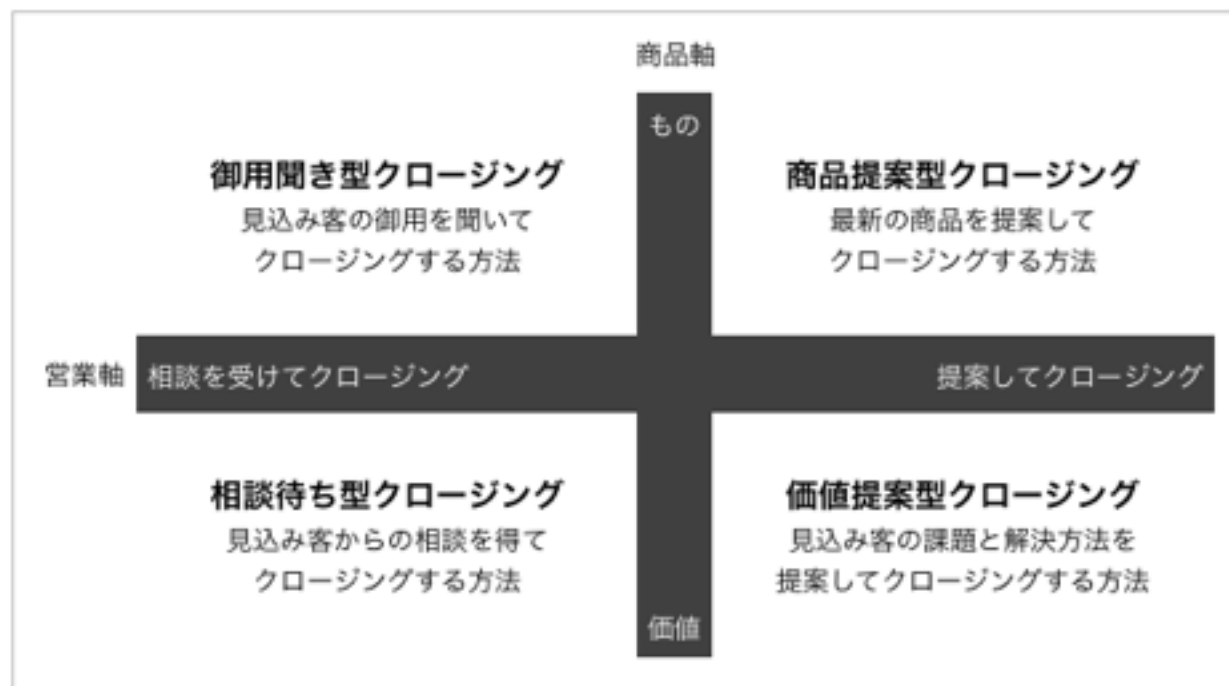 商品軸
もの
御用聞き型クロージング
見込み客の御用を聞いて
クロージングする方法
商品提案型クロージング
最新の商品を提案して
クロージングする方法
営業軸
相談を受けてクロージング
提案してクロージング
相談待ち型クロージング
見込み客からの相談を得て
クロージングする方法
価値提案型クロージング
見込み客の課題と解決方法を
提案してクロージングする方法
価値